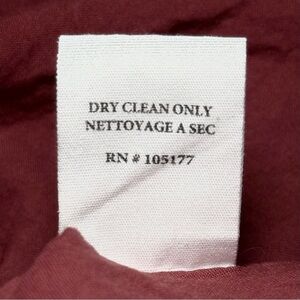 DRY CLEAN ONLY
NETTOYAGE A SEC
RN # 105177